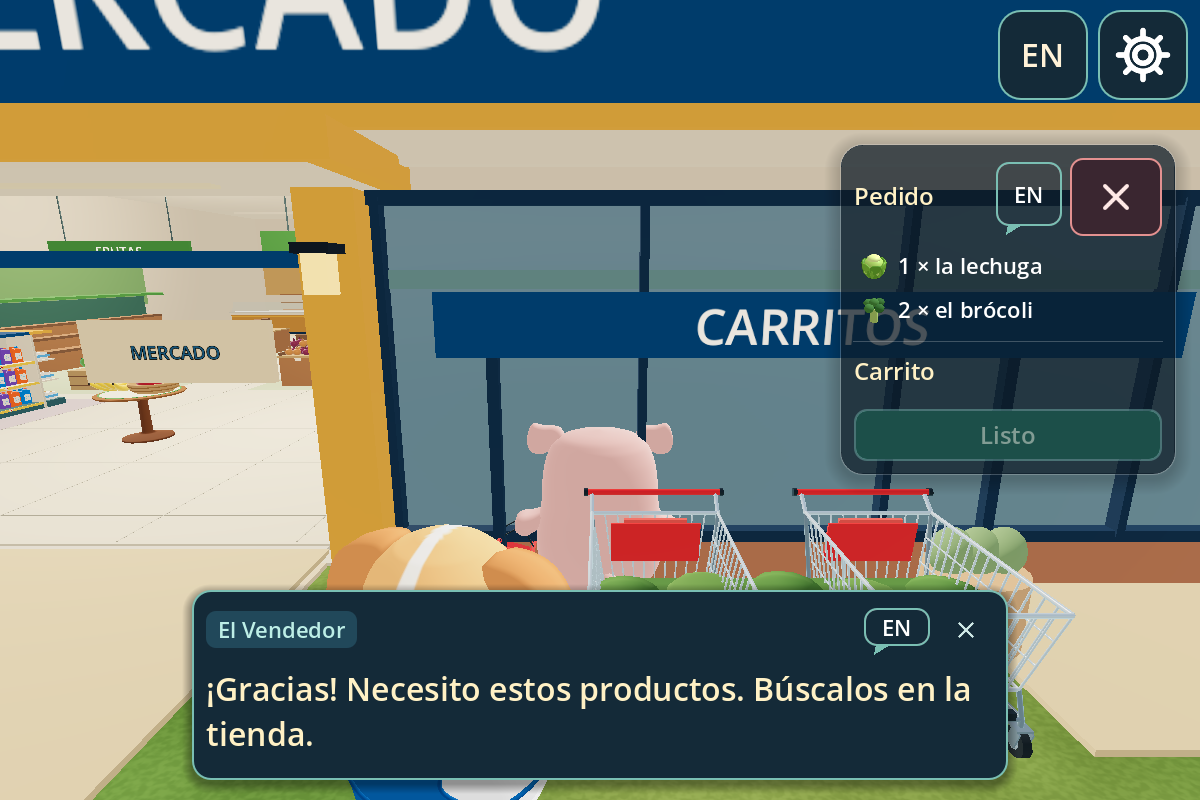 ERCADO
EN
FRUTAS
MERCADO
CARRITOS
Pedido
EN
1 × la lechuga
2 × el brócoli
Carrito
Listo
El Vendedor
EN
¡Gracias! Necesito estos productos. Búscalos en la
tienda.